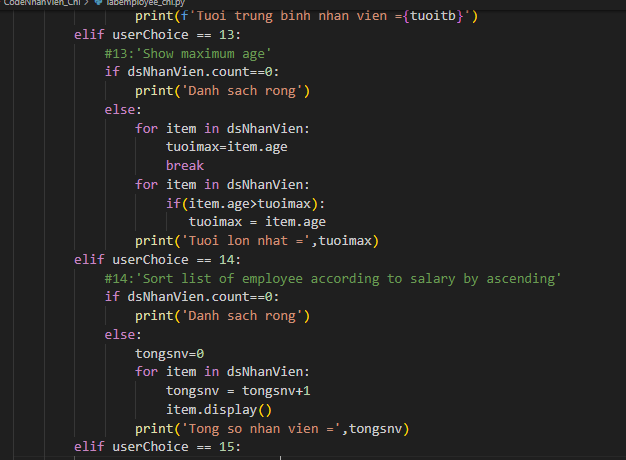 CodeNhanVien_Chi > labemployee_chi.py
print(f'Tuoi trung binh nhan vien ={tuoitb}')
elif userChoice == 13:
#13:'Show maximum age'
if dsNhanVien.count==0:
print('Danh sach rong')
else:
for item in dsNhanVien:
tuoimax=item.age
break
for item in dsNhanVien:
if(item.age>tuoimax):
tuoimax = item.age
print('Tuoi lon nhat =',tuoimax)
elif userChoice == 14:
#14:'Sort list of employee according to salary by ascending'
if dsNhanVien.count==0:
print('Danh sach rong')
else:
tongsnv=0
for item in dsNhanVien:
tongsnv = tongsnv+1
item.display()
print('Tong so nhan vien =',tongsnv)
elif userChoice == 15: